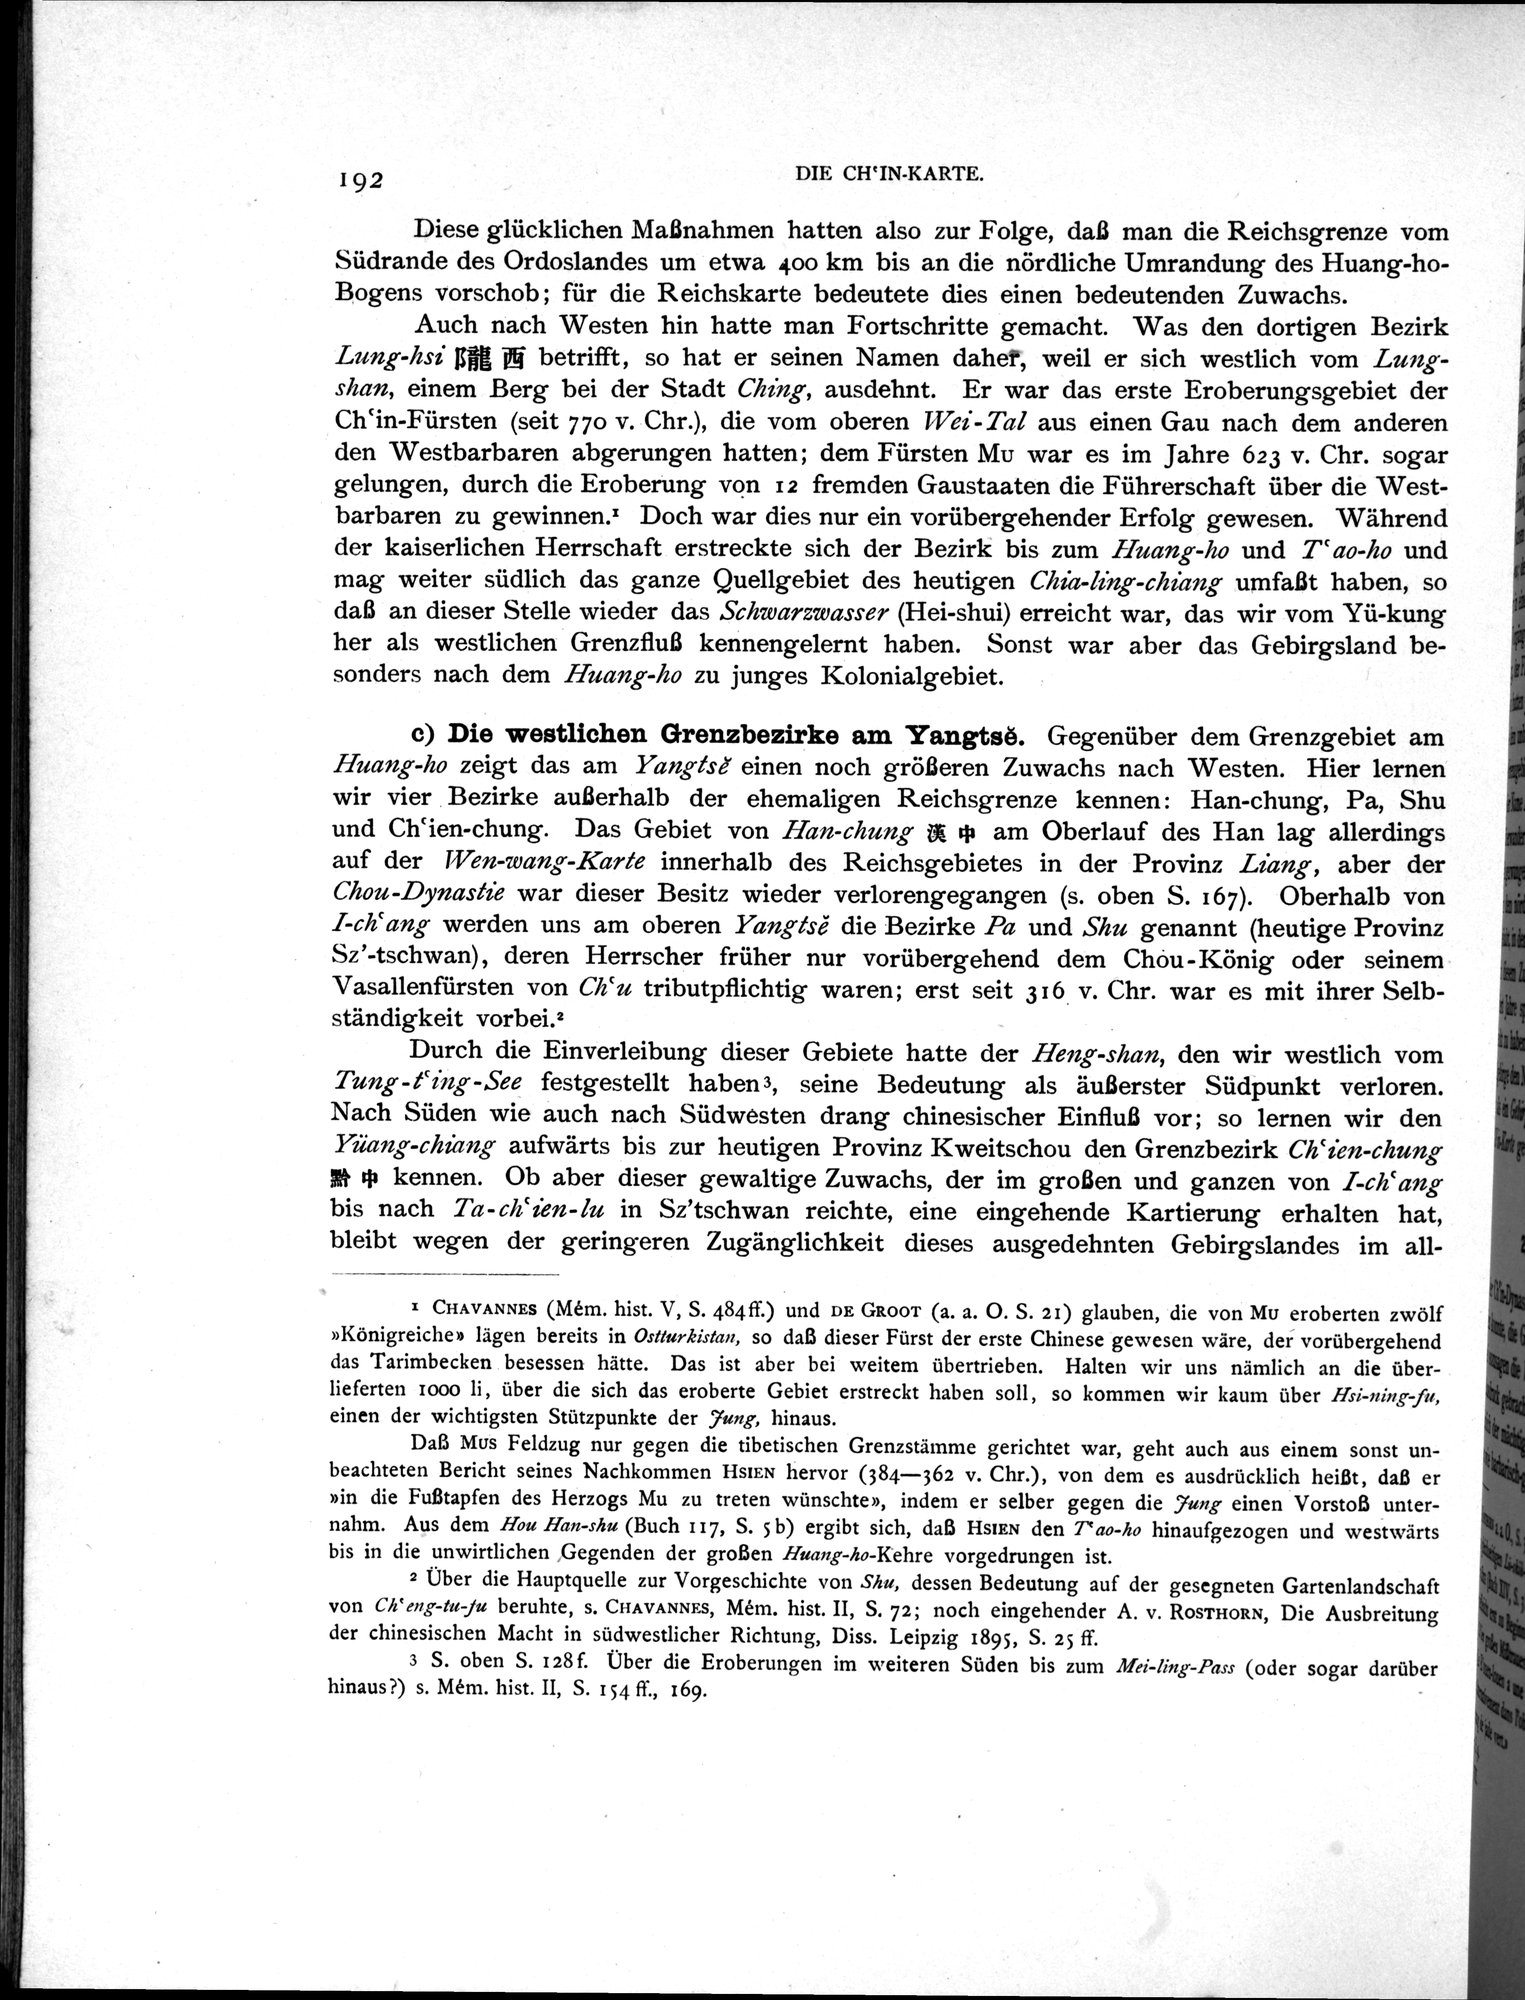 192
DIE CHʿIN-KARTE.
Diese glücklichen Maßnahmen hatten also zur Folge, daß man die Reichsgrenze vom
Südrande des Ordoslandes um etwa 400 km bis an die nördliche Umrandung des Huang-ho-
Bogens vorschob; für die Reichskarte bedeutete dies einen bedeutenden Zuwachs.
Auch nach Westen hin hatte man Fortschritte gemacht. Was den dortigen Bezirk
Lung-hsi 隴 西 betrifft, so hat er seinen Namen daher, weil er sich westlich vom Lung-
shan, einem Berg bei der Stadt Ching, ausdehnt. Er war das erste Eroberungsgebiet der
Chʿin-Fürsten (seit 770 v. Chr.), die vom oberen Wei-Tal aus einen Gau nach dem anderen
den Westbarbaren abgerungen hatten; dem Fürsten Mu war es im Jahre 623 v. Chr. sogar
gelungen, durch die Eroberung von 12 fremden Gaustaaten die Führerschaft über die West-
barbaren zu gewinnen.¹ Doch war dies nur ein vorübergehender Erfolg gewesen. Während
der kaiserlichen Herrschaft erstreckte sich der Bezirk bis zum Huang-ho und Tʿao-ho und
mag weiter südlich das ganze Quellgebiet des heutigen Chia-ling-chiang umfaßt haben, so
daß an dieser Stelle wieder das Schwarzwasser (Hei-shui) erreicht war, das wir vom Yü-kung
her als westlichen Grenzfluß kennengelernt haben. Sonst war aber das Gebirgsland be-
sonders nach dem Huang-ho zu junges Kolonialgebiet.
c) Die westlichen Grenzbezirke am Yangtsĕ. Gegenüber dem Grenzgebiet am
Huang-ho zeigt das am Yangtsĕ einen noch größeren Zuwachs nach Westen. Hier lernen
wir vier Bezirke außerhalb der ehemaligen Reichsgrenze kennen: Han-chung, Pa, Shu
und Chʿien-chung. Das Gebiet von Han-chung 漢 中 am Oberlauf des Han lag allerdings
auf der Wen-wang-Karte innerhalb des Reichsgebietes in der Provinz Liang, aber der
Chou-Dynastie war dieser Besitz wieder verlorengegangen (s. oben S. 167). Oberhalb von
I-chʿang werden uns am oberen Yangtsĕ die Bezirke Pa und Shu genannt (heutige Provinz
Sz’-tschwan), deren Herrscher früher nur vorübergehend dem Chou-König oder seinem
Vasallenfürsten von Chʿu tributpflichtig waren; erst seit 316 v. Chr. war es mit ihrer Selb-
ständigkeit vorbei.²
Durch die Einverleibung dieser Gebiete hatte der Heng-shan, den wir westlich vom
Tung-tʿing-See festgestellt haben³, seine Bedeutung als äußerster Südpunkt verloren.
Nach Süden wie auch nach Südwesten drang chinesischer Einfluß vor; so lernen wir den
Yüang-chiang aufwärts bis zur heutigen Provinz Kweitschou den Grenzbezirk Chʿien-chung
黔 中 kennen. Ob aber dieser gewaltige Zuwachs, der im großen und ganzen von I-chʿang
bis nach Ta-chʿien-lu in Sz’tschwan reichte, eine eingehende Kartierung erhalten hat,
bleibt wegen der geringeren Zugänglichkeit dieses ausgedehnten Gebirgslandes im all-
¹ CHAVANNES (Mém. hist. V, S. 484ff.) und DE GROOT (a. a. O. S. 21) glauben, die von MU eroberten zwölf
»Königreiche» lägen bereits in Ostturkistan, so daß dieser Fürst der erste Chinese gewesen wäre, der vorübergehend
das Tarimbecken besessen hätte. Das ist aber bei weitem übertrieben. Halten wir uns nämlich an die über-
lieferten 1000 li, über die sich das eroberte Gebiet erstreckt haben soll, so kommen wir kaum über Hsi-ning-fu,
einen der wichtigsten Stützpunkte der Jung, hinaus.
Daß MUS Feldzug nur gegen die tibetischen Grenzstämme gerichtet war, geht auch aus einem sonst un-
beachteten Bericht seines Nachkommen HSIEN hervor (384—362 v. Chr.), von dem es ausdrücklich heißt, daß er
»in die Fußtapfen des Herzogs Mu zu treten wünschte», indem er selber gegen die Jung einen Vorstoß unter-
nahm. Aus dem Hou Han-shu (Buch 117, S. 5b) ergibt sich, daß HSIEN den Tʿao-ho hinaufgezogen und westwärts
bis in die unwirtlichen Gegenden der großen Huang-ho-Kehre vorgedrungen ist.
² Über die Hauptquelle zur Vorgeschichte von Shu, dessen Bedeutung auf der gesegneten Gartenlandschaft
von Chʿeng-tu-fu beruhte, s. CHAVANNES, Mém. hist. II, S. 72; noch eingehender A. v. ROSTHORN, Die Ausbreitung
der chinesischen Macht in südwestlicher Richtung, Diss. Leipzig 1895, S. 25 ff.
³ S. oben S. 128f. Über die Eroberungen im weiteren Süden bis zum Mei-ling-Pass (oder sogar darüber
hinaus?) s. Mém. hist. II, S. 154 ff., 169.